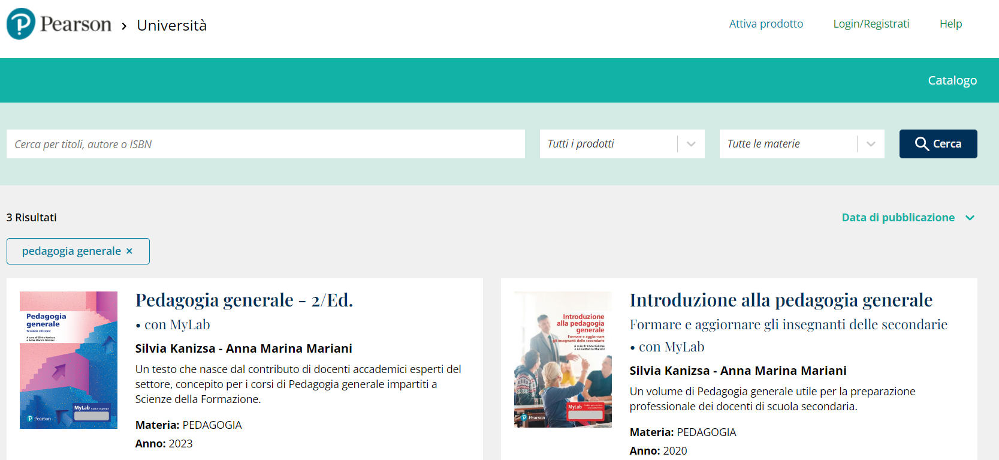 Pearson
Università
Attiva prodotto
Login/Registrati
Help
Catalogo
Cerca per titoli, autore o ISBN
Tutti i prodotti
Tutte le materie
Cerca
3 Risultati
Data di pubblicazione
pedagogia generale ×
Pedagogia
generale
Seconda edizione
A cura di Silvia Kanizsa
e Anna Marina Mariani
MyLab Codice studente
Pearson
Pedagogia generale - 2/Ed.
• con MyLab
Silvia Kanizsa - Anna Marina Mariani
Un testo che nasce dal contributo di docenti accademici esperti del
settore, concepito per i corsi di Pedagogia generale impartiti a
Scienze della Formazione.
Materia: PEDAGOGIA
Anno: 2023
Introduzione
alla pedagogia
generale
Formare e aggiornare
gli insegnanti delle secondarie
A cura di Silvia Kanizsa
e Anna Marina Mariani
MyLab
Pearson
Introduzione alla pedagogia generale
Formare e aggiornare gli insegnanti delle secondarie
• con MyLab
Silvia Kanizsa - Anna Marina Mariani
Un volume di Pedagogia generale utile per la preparazione
professionale dei docenti di scuola secondaria.
Materia: PEDAGOGIA
Anno: 2020